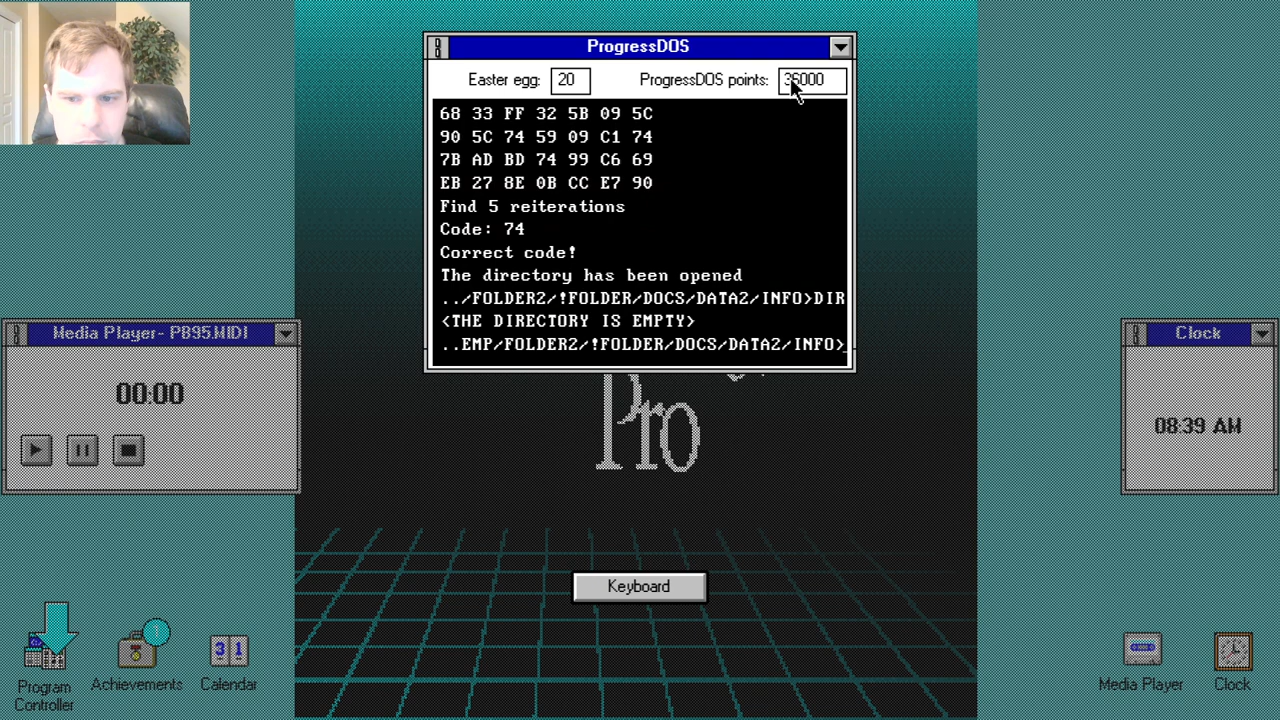 ProgressDOS
Easter egg: 20
ProgressDOS points: 36000
68 33 FF 32 5B 09 5C
90 5C 74 59 09 C1 74
7B AD BD 74 99 C6 69
EB 27 8E 0B CC E7 90
Find 5 reiterations
Code: 74
Correct code!
The directory has been opened
../FOLDER2/!FOLDER/DOCS/DATA2/INFO>DIR
<THE DIRECTORY IS EMPTY>
..EMP/FOLDER2/!FOLDER/DOCS/DATA2/INFO>_
Media Player- PB95.MIDI
00:00
Clock
08:39 AM
Pro
Keyboard
1
31
Program
Controller
Achievements
Calendar
Media Player
Clock